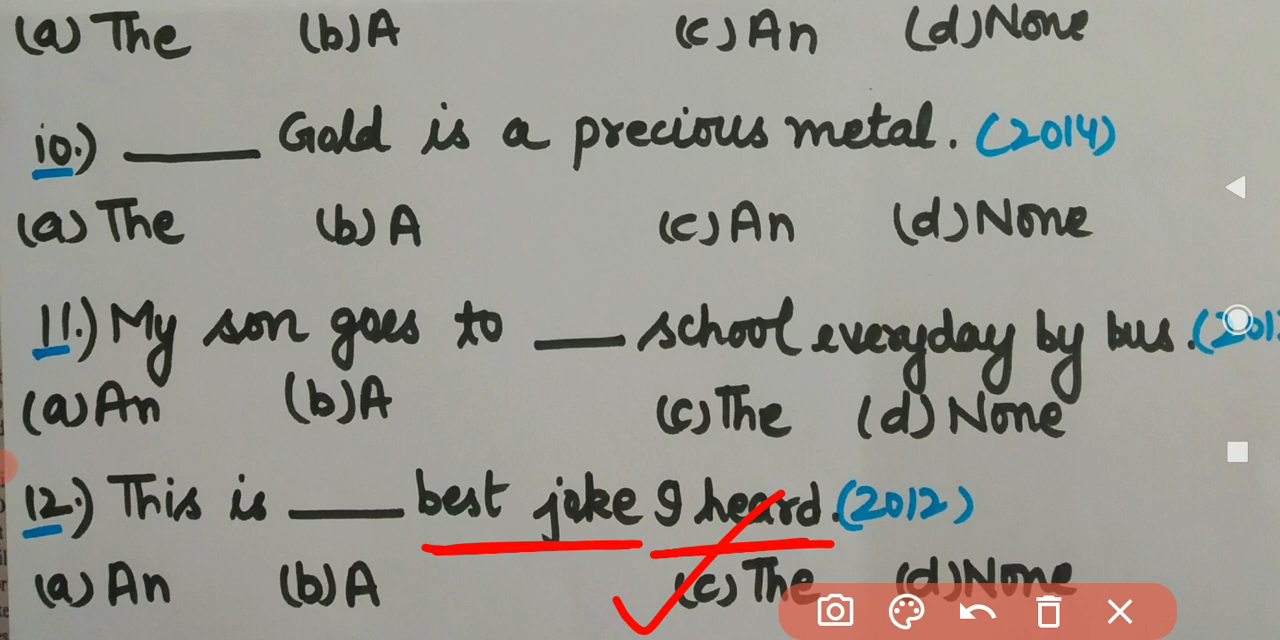 (a) The (b) A (c) An (d) None
10.) ____ Gold is a precious metal. (2014)
(a) The (b) A (c) An (d) None
11.) My son goes to ____ school everyday by bus. (201
(a) An (b) A (c) The (d) None
12.) This is ____ best joke I heard. (2012)
(a) An (b) A (c) The (d) None